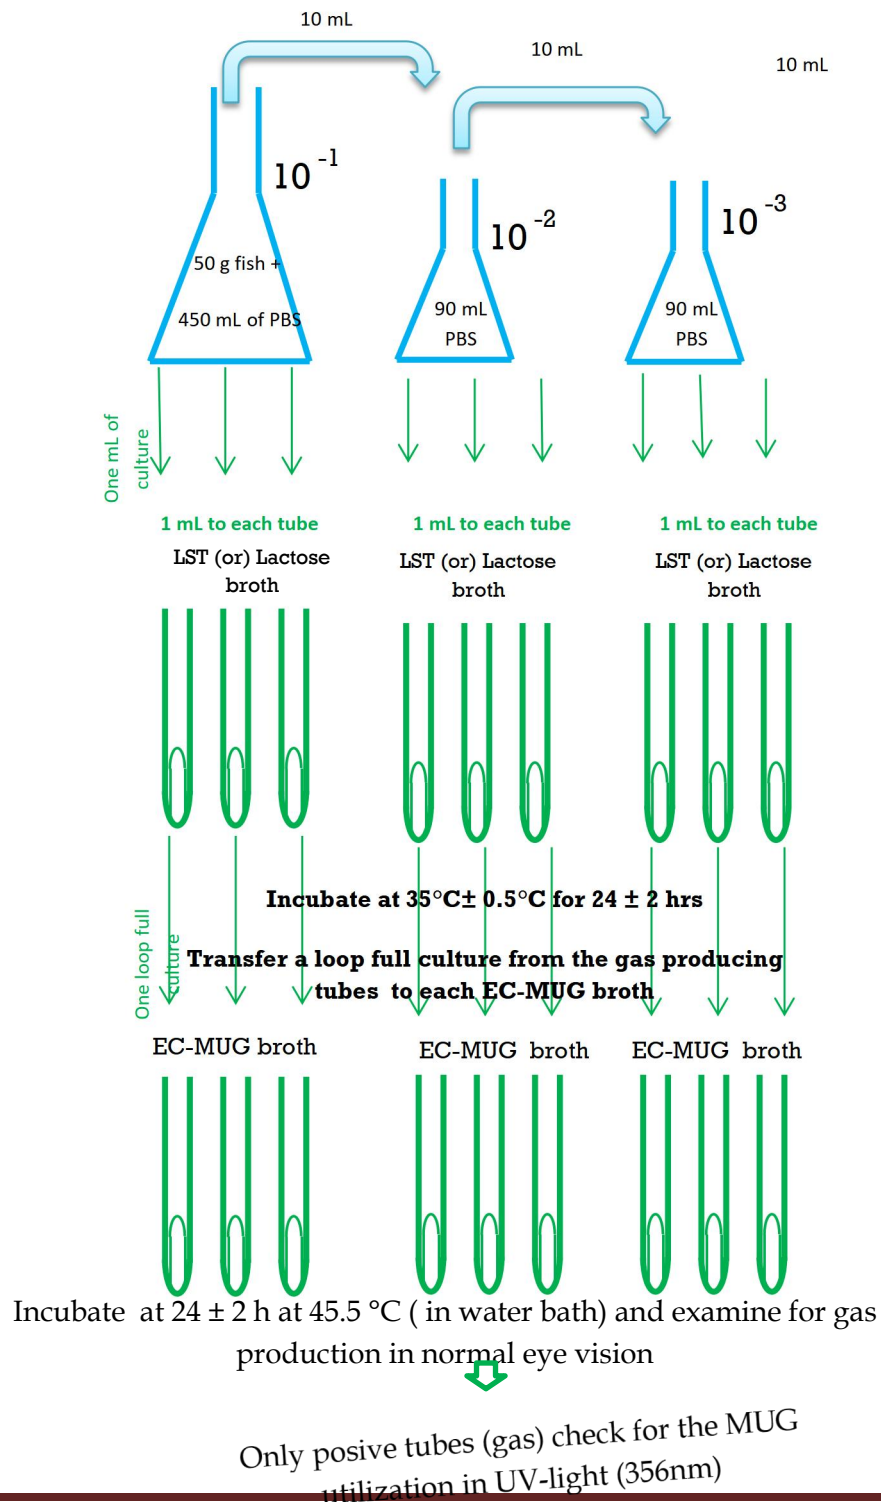 10 mL
10 mL
10 mL
10 -1
10 -2
10 -3
50 g fish +
450 mL of PBS
90 mL
PBS
90 mL
PBS
One mL of
culture
1 mL to each tube
1 mL to each tube
1 mL to each tube
LST (or) Lactose
broth
LST (or) Lactose
broth
LST (or) Lactose
broth
Incubate at 35°C± 0.5°C for 24 ± 2 hrs
One loop full
culture
Transfer a loop full culture from the gas producing
tubes to each EC-MUG broth
EC-MUG broth
EC-MUG broth
EC-MUG broth
Incubate at 24 ± 2 h at 45.5 °C ( in water bath) and examine for gas
production in normal eye vision
Only posive tubes (gas) check for the MUG
utilization in UV-light (356nm)